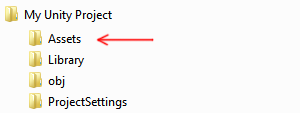 My Unity Project
Assets
Library
obj
ProjectSettings